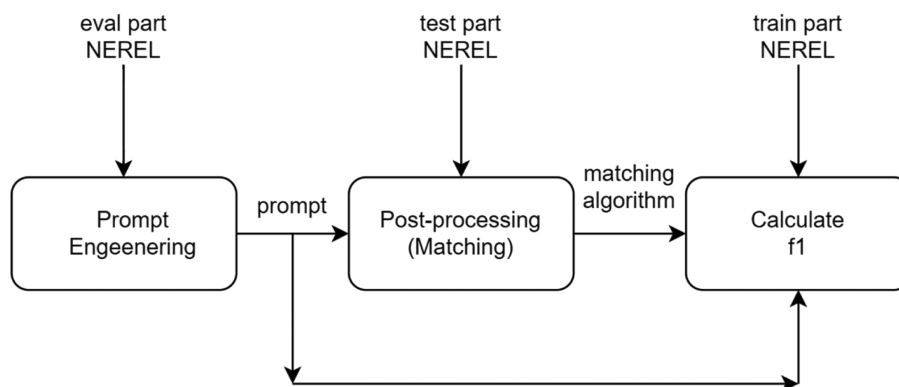 eval part
NEREL
test part
NEREL
train part
NEREL
Prompt
Engeenering
prompt
Post-processing
(Matching)
matching
algorithm
Calculate
f1